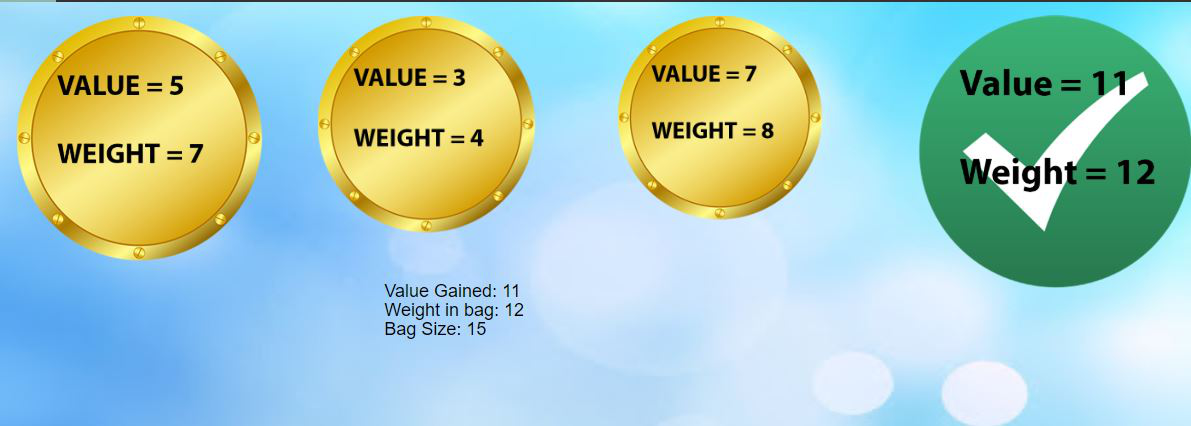 VALUE = 5
WEIGHT = 7
VALUE = 3
WEIGHT = 4
VALUE = 7
WEIGHT = 8
Value = 11
Weight = 12
Value Gained: 11
Weight in bag: 12
Bag Size: 15